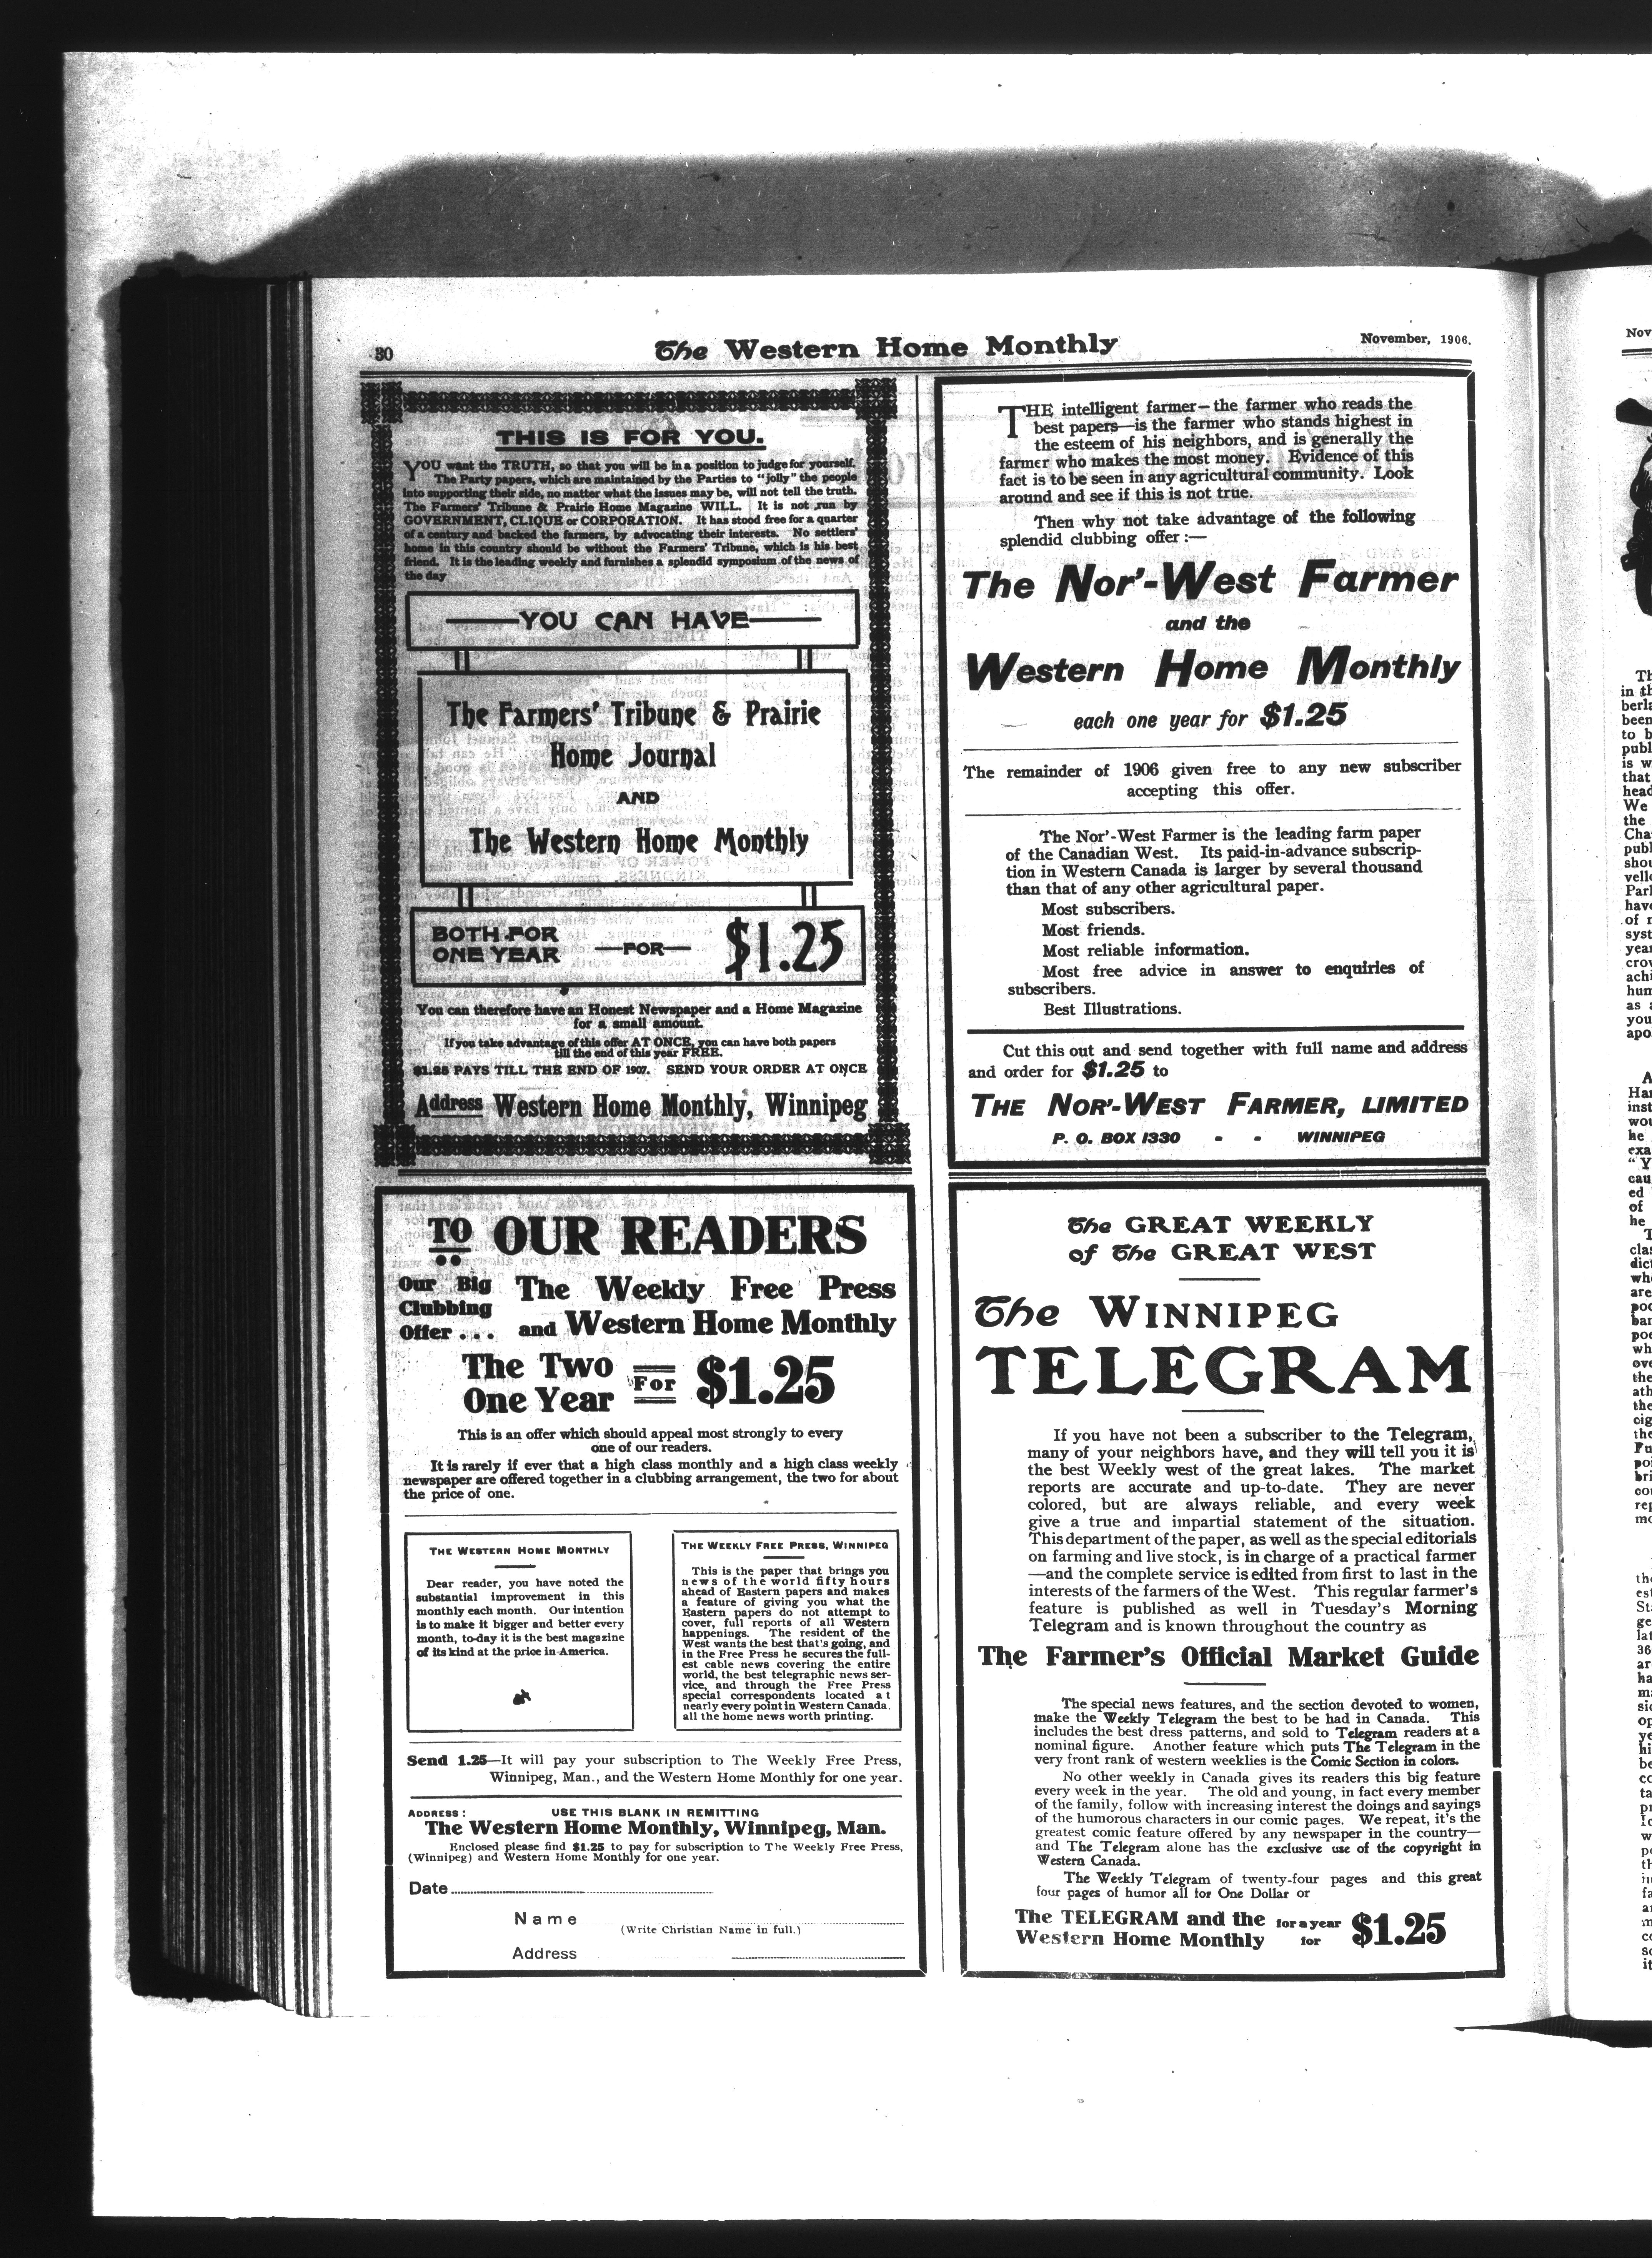 30
The Western Home Monthly
November, 1906.
THIS IS FOR YOU.
YOU want the TRUTH, so that you will be in a position to judge for yourself.
The Party papers, which are maintained by the Parties to "jolly" the people
into supporting their side, no matter what the issues may be, will not tell the truth.
The Farmers' Tribune & Prairie Home Magazine WILL. It is not run by
GOVERNMENT, CLIQUE or CORPORATION. It has stood free for a quarter
of a century and backed the farmers, by advocating their interests. No settlers'
home in this country should be without the Farmers' Tribune, which is his best
friend. It is the leading weekly and furnishes a splendid symposium of the news of
the day
YOU CAN HAVE
The Farmers' Tribune & Prairie
Home Journal
AND
The Western Home Monthly
BOTH FOR
ONE YEAR
—FOR—
$1.25
You can therefore have an Honest Newspaper and a Home Magazine
for a small amount.
If you take advantage of this offer AT ONCE, you can have both papers
till the end of this year FREE.
$1.25 PAYS TILL THE END OF 1907. SEND YOUR ORDER AT ONCE
Address Western Home Monthly, Winnipeg
THE intelligent farmer—the farmer who reads the
best papers—is the farmer who stands highest in
the esteem of his neighbors, and is generally the
farmer who makes the most money. Evidence of this
fact is to be seen in any agricultural community. Look
around and see if this is not true.
Then why not take advantage of the following
splendid clubbing offer :—
The Nor'-West Farmer
and the
Western Home Monthly
each one year for $1.25
The remainder of 1906 given free to any new subscriber
accepting this offer.
The Nor'-West Farmer is the leading farm paper
of the Canadian West. Its paid-in-advance subscrip-
tion in Western Canada is larger by several thousand
than that of any other agricultural paper.
Most subscribers.
Most friends.
Most reliable information.
Most free advice in answer to enquiries of
subscribers.
Best Illustrations.
Cut this out and send together with full name and address
and order for $1.25 to
THE NOR'-WEST FARMER, LIMITED
P. O. BOX 1330 - - WINNIPEG
TO OUR READERS
Our Big
Clubbing
Offer . . .
The Weekly Free Press
and Western Home Monthly
The Two
One Year
For
$1.25
This is an offer which should appeal most strongly to every
one of our readers.
It is rarely if ever that a high class monthly and a high class weekly
newspaper are offered together in a clubbing arrangement, the two for about
the price of one.
THE WESTERN HOME MONTHLY
Dear reader, you have noted the
substantial improvement in this
monthly each month. Our intention
is to make it bigger and better every
month, today it is the best magazine
of its kind at the price in America.
THE WEEKLY FREE PRESS, WINNIPEG
This is the paper that brings you
news of the world fifty hours
ahead of Eastern papers and makes
a feature of giving you what the
Eastern papers do not attempt to
cover, full reports of all Western
happenings. The resident of the
West wants the best that's going, and
in the Free Press he secures the full-
est cable news covering the entire
world, the best telegraphic news ser-
vice, and through the Free Press
special correspondents located at
nearly every point in Western Canada.
all the home news worth printing.
Send 1.25—It will pay your subscription to The Weekly Free Press,
Winnipeg, Man., and the Western Home Monthly for one year.
ADDRESS: USE THIS BLANK IN REMITTING
The Western Home Monthly, Winnipeg, Man.
Enclosed please find $1.25 to pay for subscription to The Weekly Free Press,
(Winnipeg) and Western Home Monthly for one year.
Date
Name
(Write Christian Name in full.)
Address
The GREAT WEEKLY
of The GREAT WEST
The WINNIPEG
TELEGRAM
If you have not been a subscriber to the Telegram,
many of your neighbors have, and they will tell you it is
the best Weekly west of the great lakes. The market
reports are accurate and up-to-date. They are never
colored, but are always reliable, and every week
give a true and impartial statement of the situation.
This department of the paper, as well as the special editorials
on farming and live stock, is in charge of a practical farmer
—and the complete service is edited from first to last in the
interests of the farmers of the West. This regular farmer's
feature is published as well in Tuesday's Morning
Telegram and is known throughout the country as
The Farmer's Official Market Guide
The special news features, and the section devoted to women,
make the Weekly Telegram the best to be had in Canada. This
includes the best dress patterns, and sold to Telegram readers at a
nominal figure. Another feature which puts The Telegram in the
very front rank of western weeklies is the Comic Section in colors.
No other weekly in Canada gives its readers this big feature
every week in the year. The old and young, in fact every member
of the family, follow with increasing interest the doings and sayings
of the humorous characters in our comic pages. We repeat, it's the
greatest comic feature offered by any newspaper in the country—
and The Telegram alone has the exclusive use of the copyright in
Western Canada.
The Weekly Telegram of twenty-four pages and this great
four pages of humor all for One Dollar or
The TELEGRAM and the
Western Home Monthly
for a year
for
$1.25